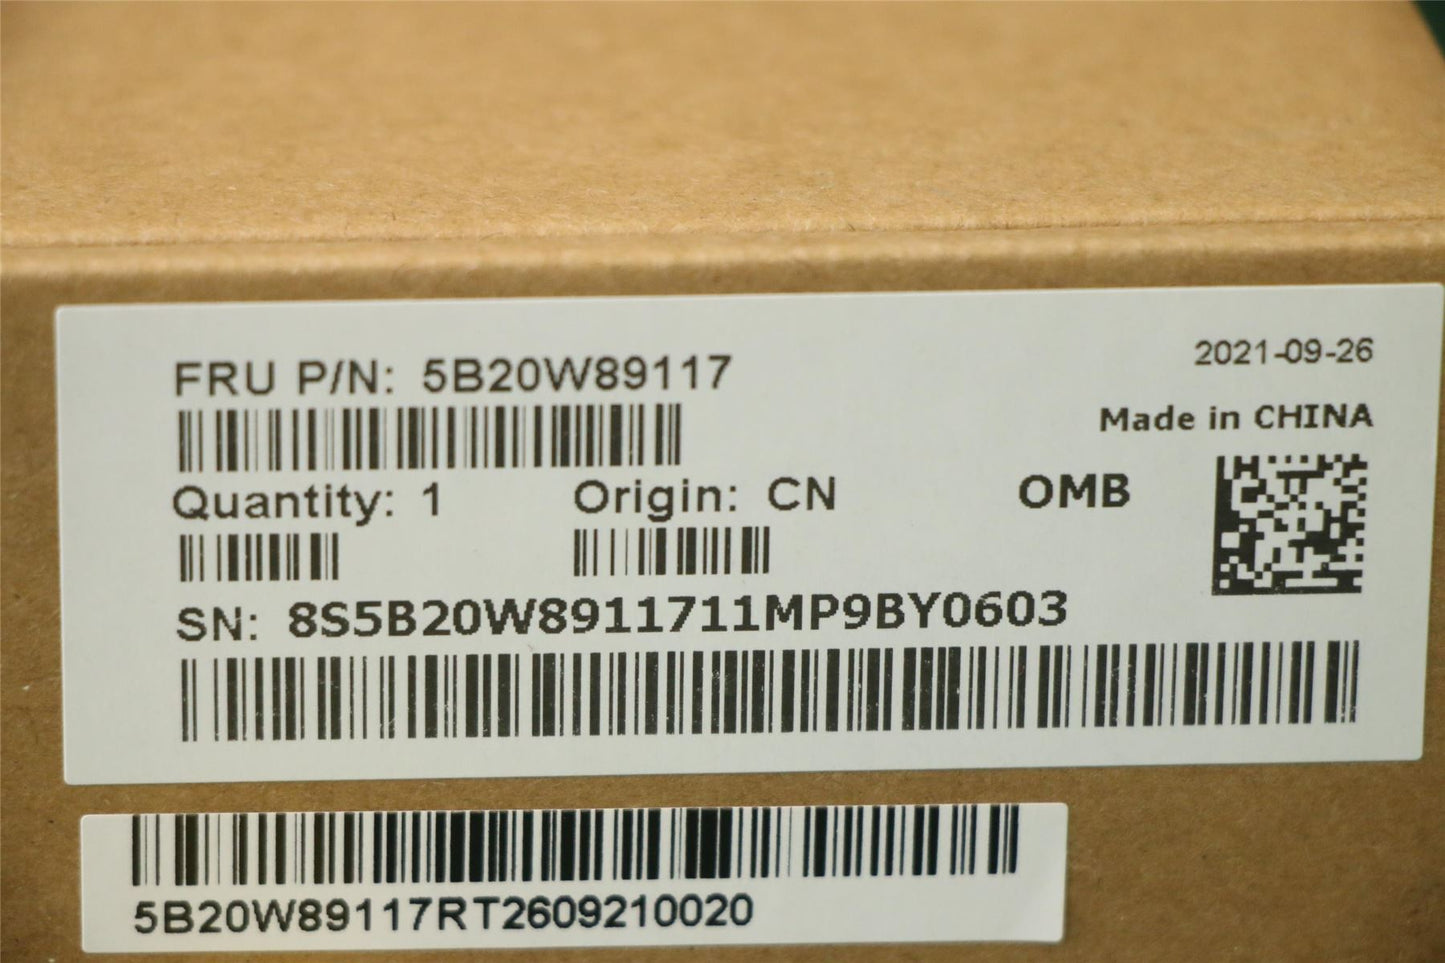 2021-09-26
FRU P/N: 5B20W89117
Made in CHINA
Quantity: 1 Origin: CN OMB
SN: 8S5B20W8911711MP9BY0603
5B20W89117RT2609210020